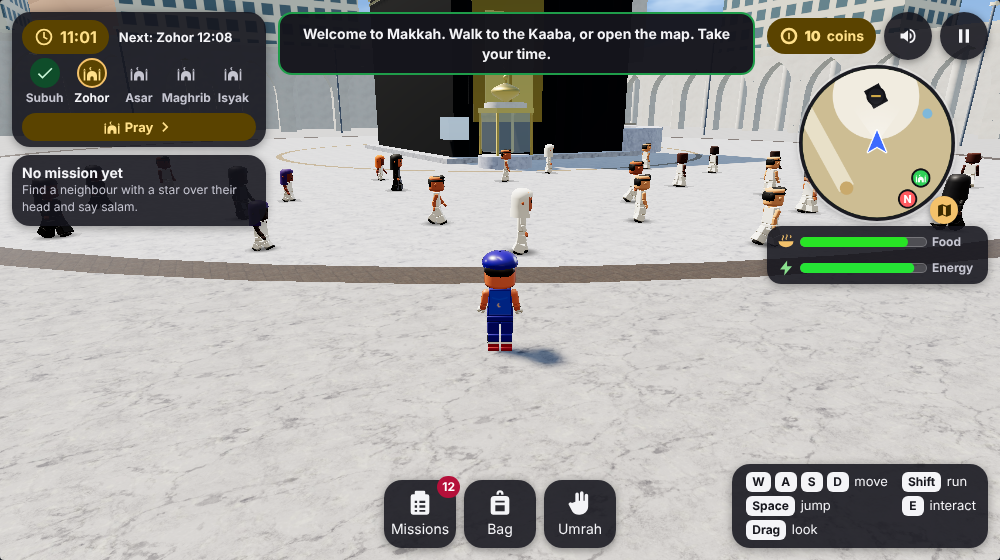 11:01
Next: Zohor 12:08
Subuh
Zohor
Asar
Maghrib
Isyak
Pray
No mission yet
Find a neighbour with a star over their
head and say salam.
Welcome to Makkah. Walk to the Kaaba, or open the map. Take
your time.
10 coins
N
Food
Energy
12
Missions
Bag
Umrah
W A S D move
Shift run
Space jump
E interact
Drag look